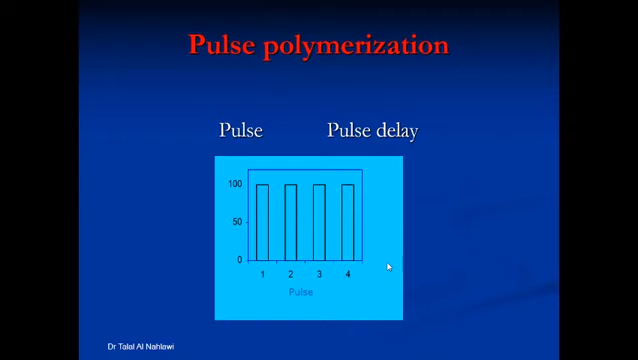 Pulse polymerization
Pulse Pulse delay
100
50
0
1 2 3 4
Pulse
Dr Talal Al Nahlawi